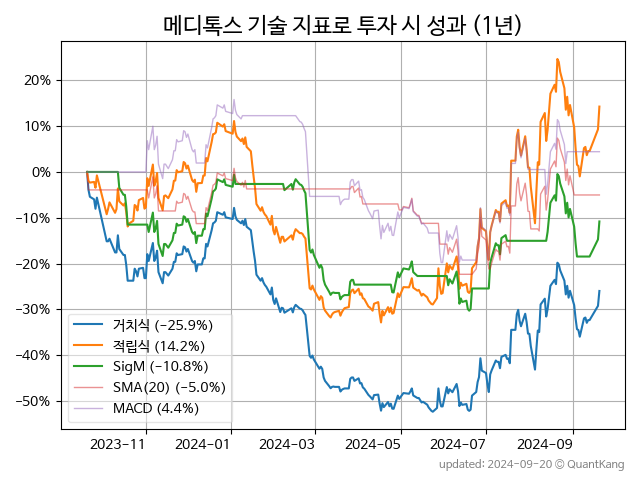 메디톡스 기술 지표로 투자 시 성과 (1년)
20%
10%
0%
−10%
−20%
−30%
−40%
−50%
거치식 (−25.9%)
적립식 (14.2%)
SigM (−10.8%)
SMA(20) (−5.0%)
MACD (4.4%)
2023-11 2024-01 2024-03 2024-05 2024-07 2024-09
updated: 2024-09-20 © QuantKang